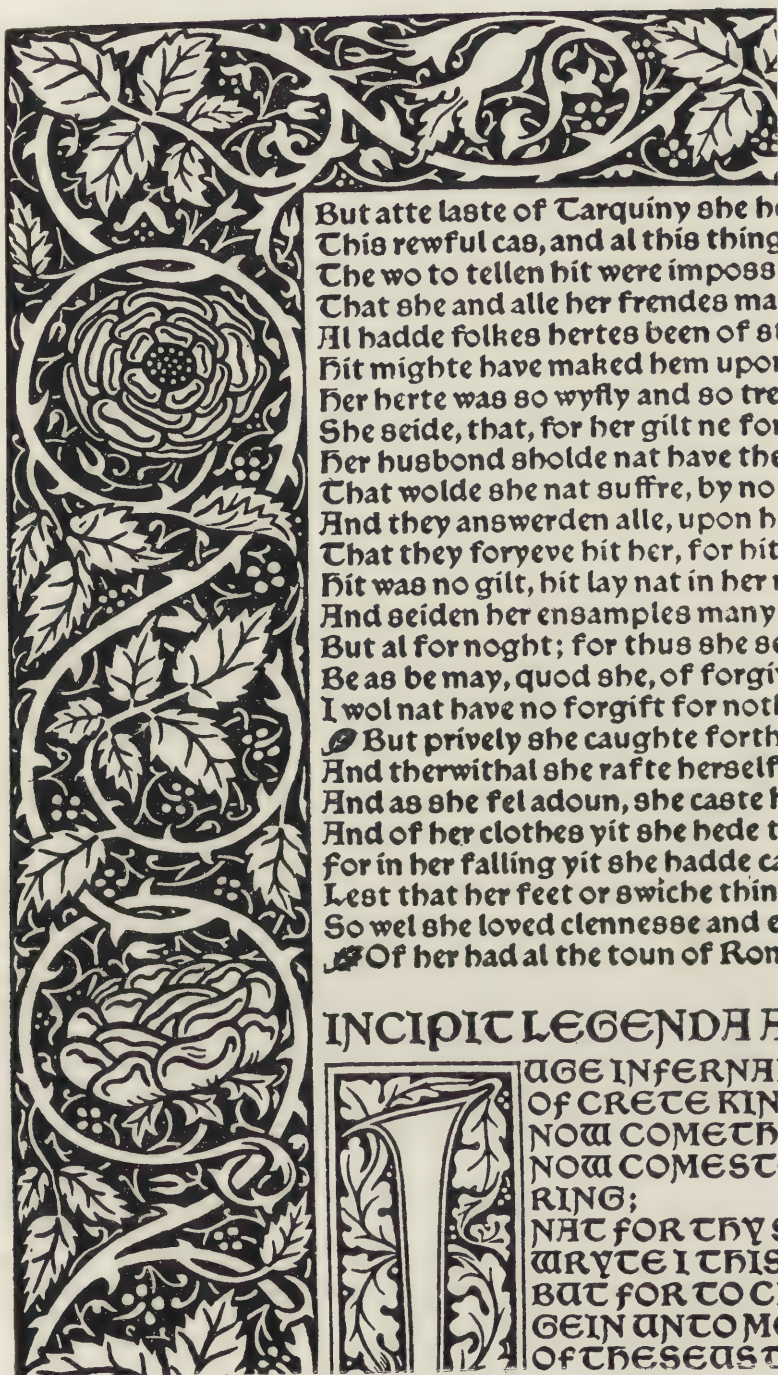 But atte laste of Tarquiny she he
This rewful cas, and al this thing
The wo to tellen hit were imposs
That she and alle her frendes ma
Al hadde folkes hertes been of st
Hit mighte have maked hem upon
Her herte was so wyfly and so tre
She seide, that, for her gilt ne for
Her husbond sholde nat have the
That wolde she nat suffre, by no
And they answerden alle, upon h
That they foryeve hit her, for hit
Hit was no gilt, hit lay nat in her
And seiden her ensamples many
But al for noght; for thus she se
Be as be may, quod she, of forgiv
I wol nat have no forgift for noth
But prively she caughte forth
And therwithal she rafte herself
And as she fel adoun, she caste h
And of her clothes yit she hede t
For in her falling yit she hadde ca
Lest that her feet or swiche thin
So wel she loved clennesse and e
Of her had al the toun of Rom
INCIPIT LEGENDA A
JUGE INFERNA
OF CRETE KIN
NOW COMETH
NOW COMEST
RING;
NAT FOR THY S
WRYTE I THIS
BUT FOR TO C
GEIN UNTO ME
OF THESEUS T